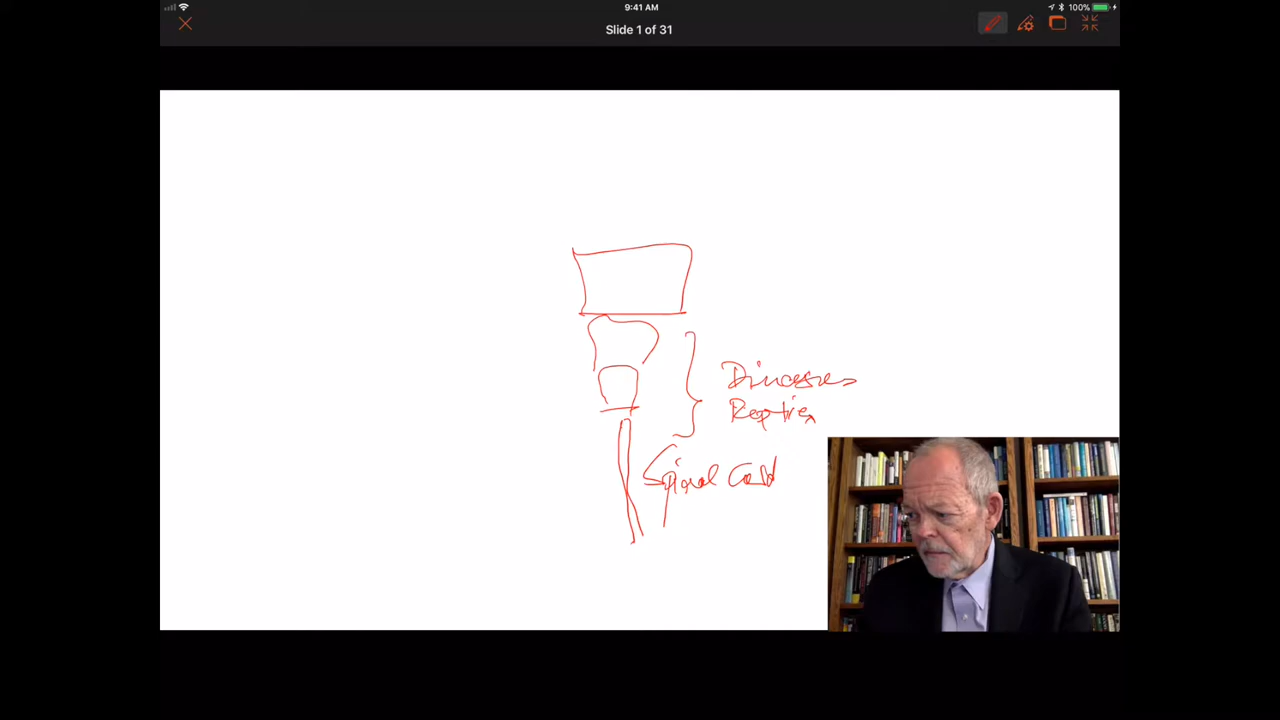 9:41 AM
100%
Slide 1 of 31
Dinosaurs
Reptiles
Spinal Cord